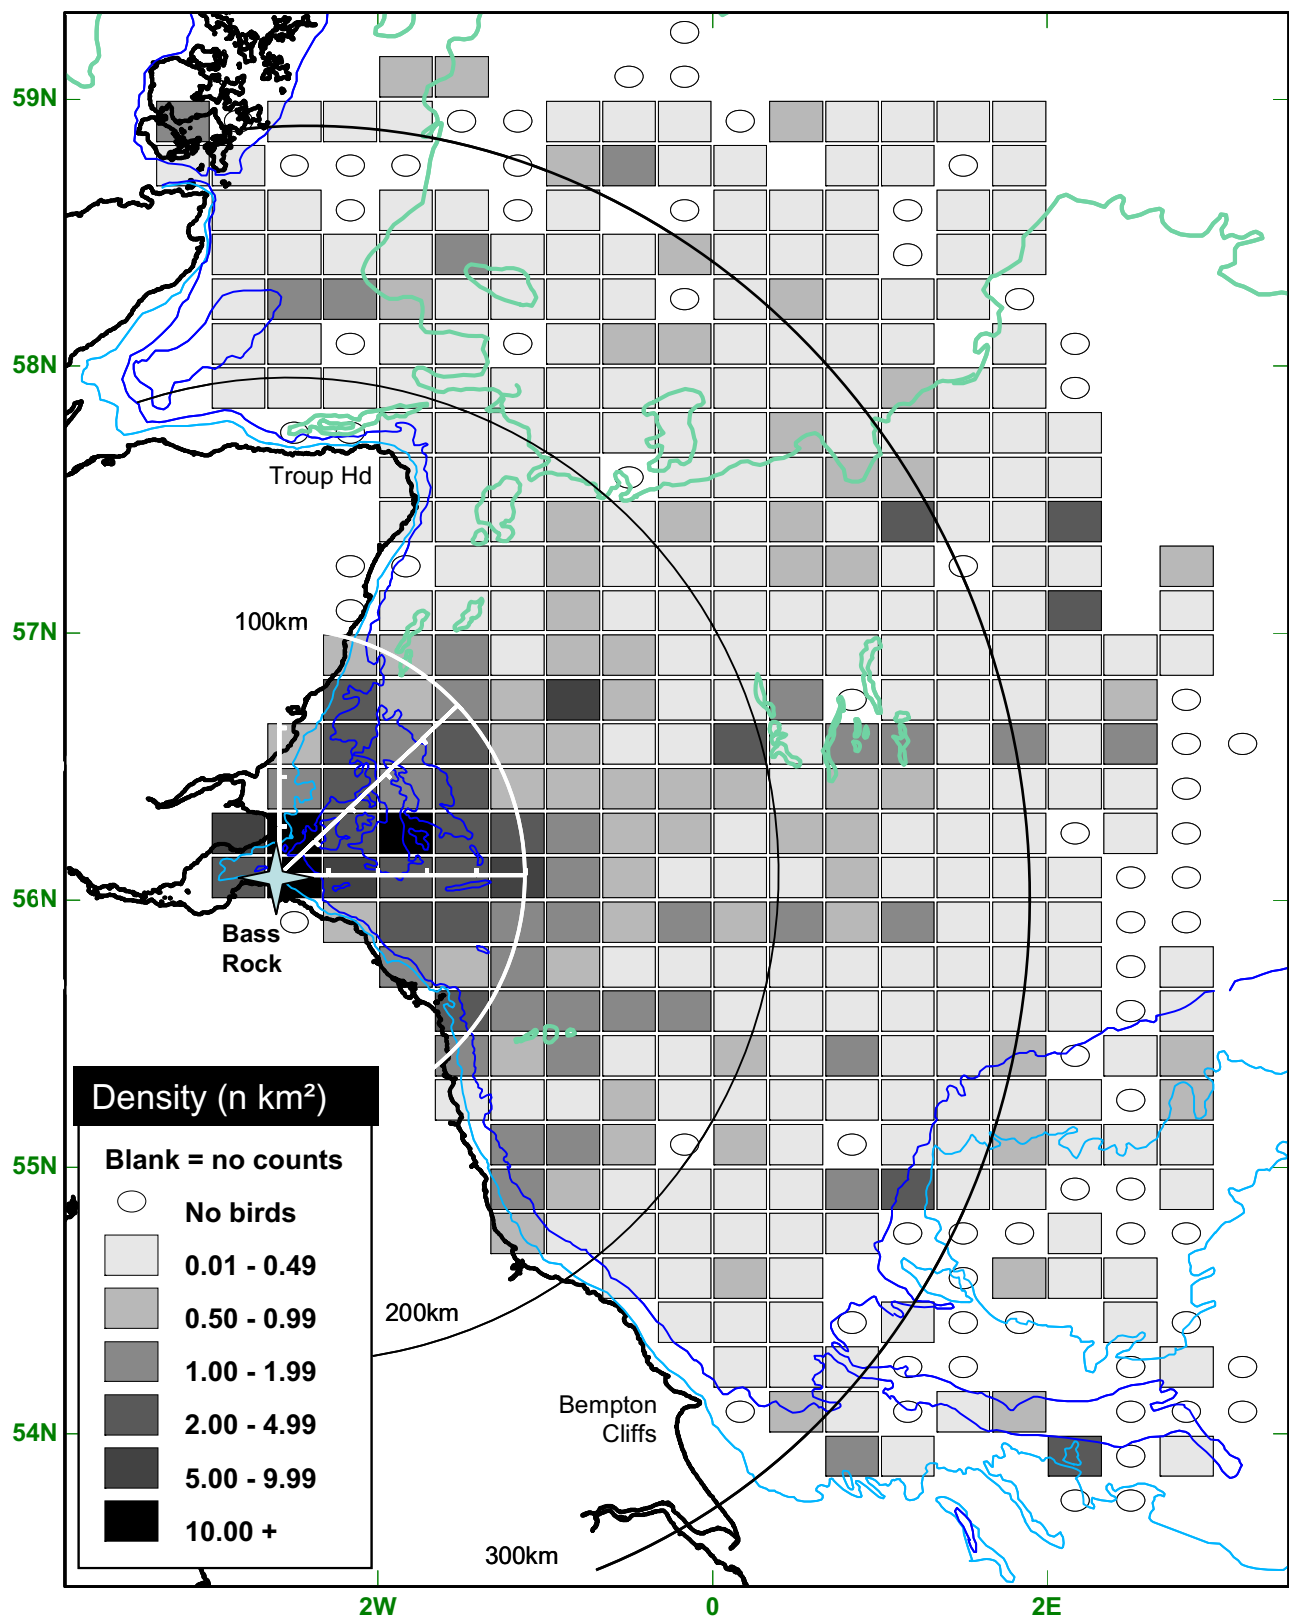 59N
58N
Troup Hd
57N
100km
56N
Bass
Rock
Density (n km²)
Blank = no counts
No birds
0.01 - 0.49
0.50 - 0.99
1.00 - 1.99
2.00 - 4.99
5.00 - 9.99
10.00 +
55N
200km
Bempton
Cliffs
54N
300km
2W
0
2E